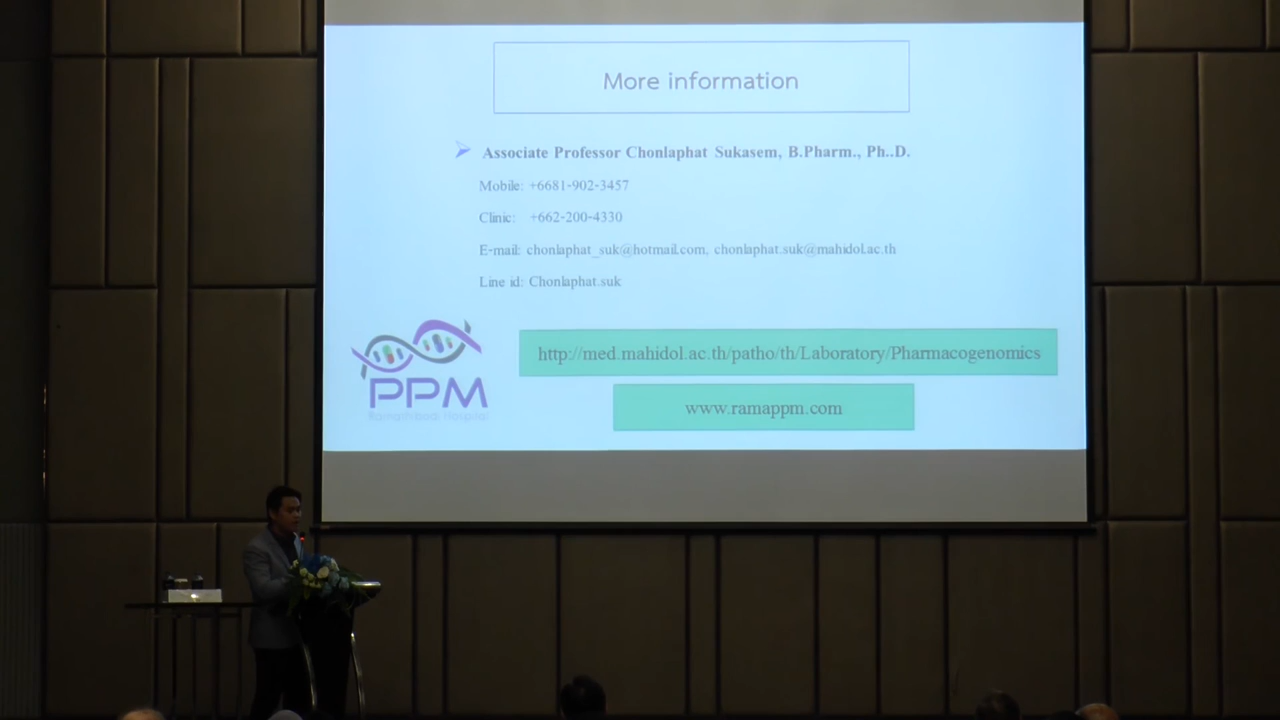 More information
Associate Professor Chonlaphat Sukasem, B.Pharm., Ph..D.
Mobile: +6681-902-3457
Clinic: +662-200-4330
E-mail: chonlaphat_suk@hotmail.com, chonlaphat.suk@mahidol.ac.th
Line id: Chonlaphat.suk
http://med.mahidol.ac.th/patho/th/Laboratory/Pharmacogenomics
PPM
Ramathibodi Hospital
www.ramappm.com